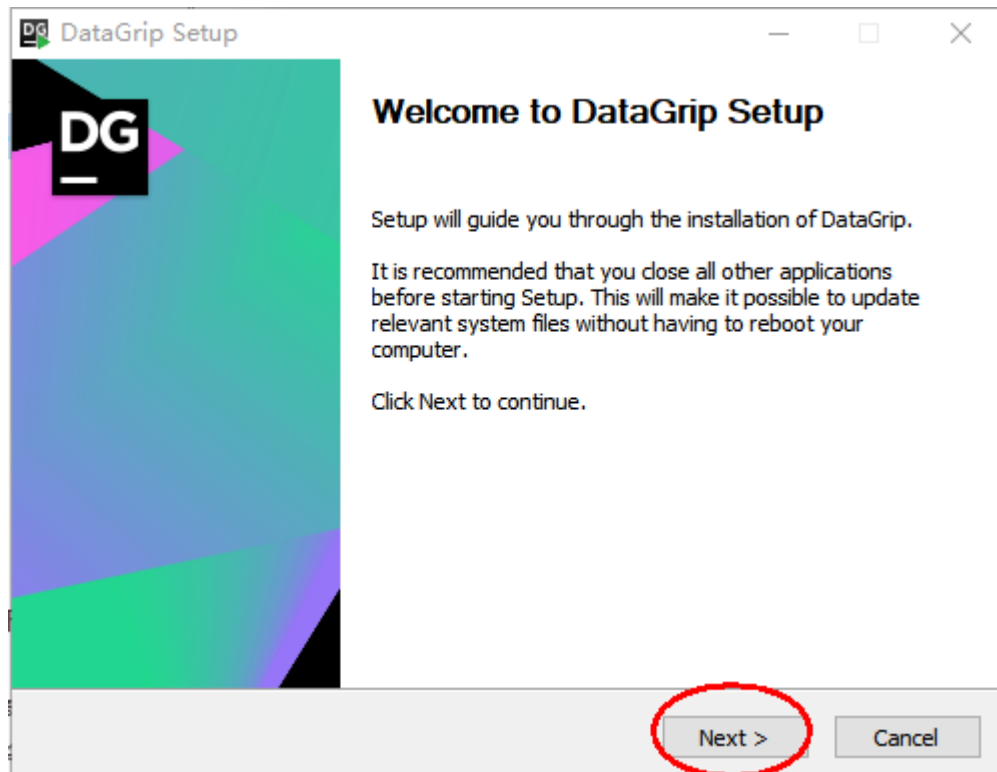 DataGrip Setup
DG
Welcome to DataGrip Setup
Setup will guide you through the installation of DataGrip.
It is recommended that you close all other applications
before starting Setup. This will make it possible to update
relevant system files without having to reboot your
computer.
Click Next to continue.
Next >
Cancel